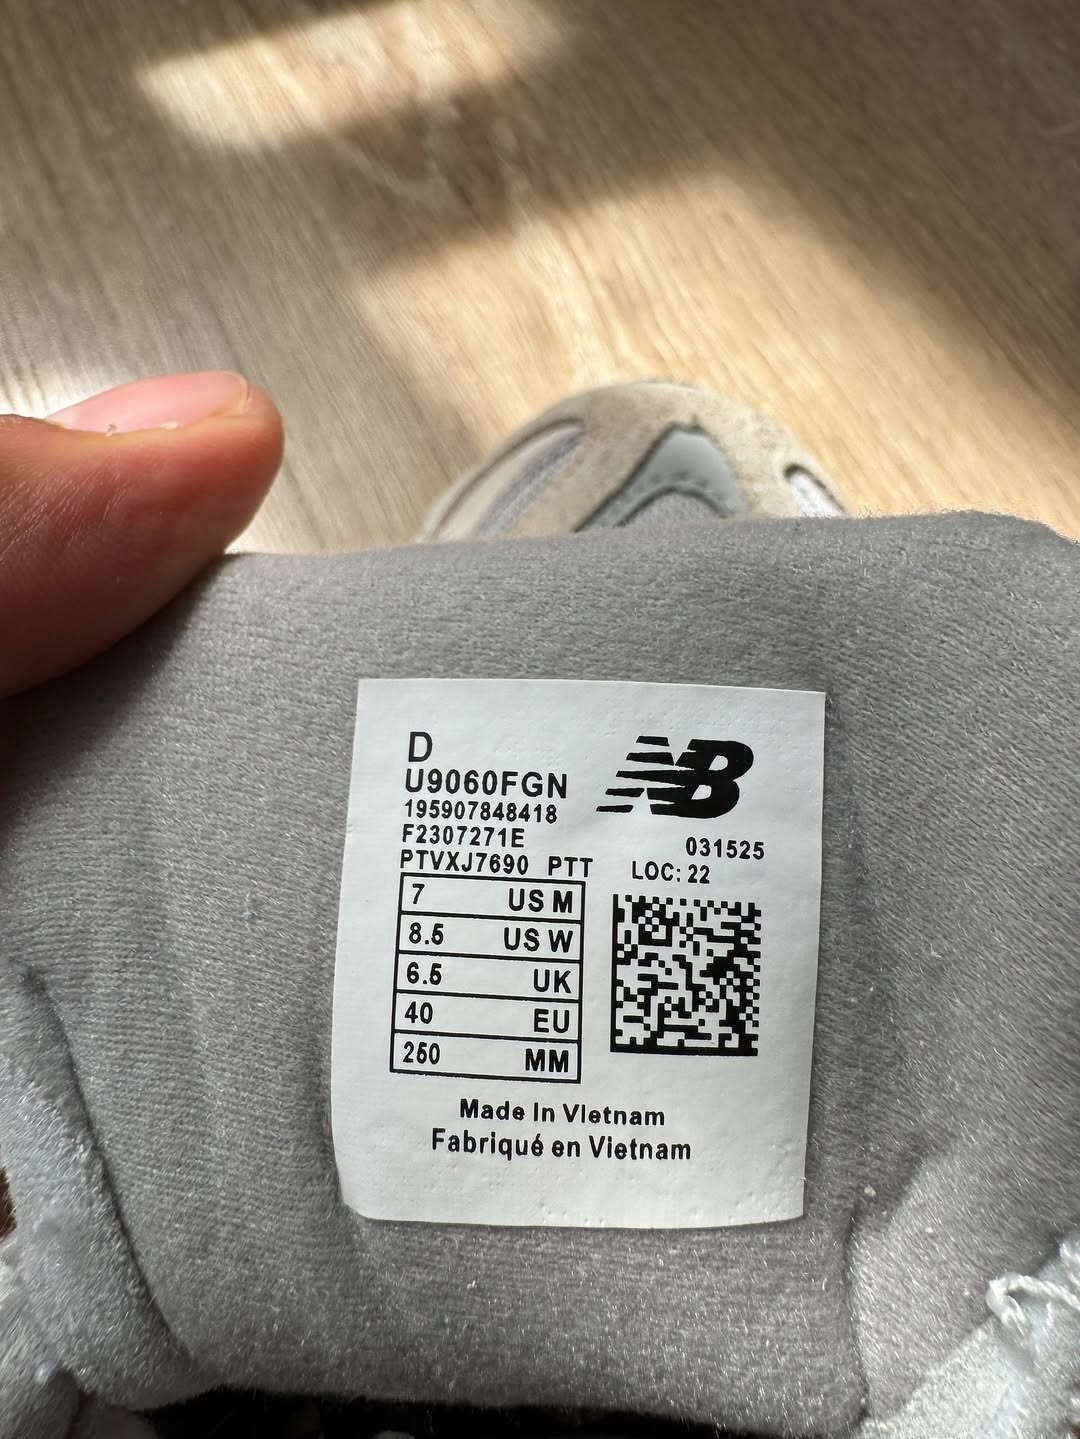 D
U9060FGN
NB
195907848418
F2307271E
031525
PTVXJ7690 PTT
LOC: 22
7 US M
8.5 US W
6.5 UK
40 EU
250 MM
Made In Vietnam
Fabriqué en Vietnam